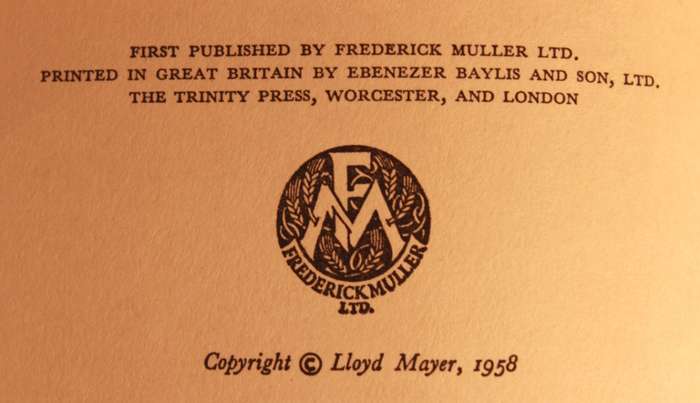 FIRST PUBLISHED BY FREDERICK MULLER LTD.
PRINTED IN GREAT BRITAIN BY EBENEZER BAYLIS AND SON, LTD.
THE TRINITY PRESS, WORCESTER, AND LONDON
FM
FREDERICK MULLER
LTD.
Copyright © Lloyd Mayer, 1958